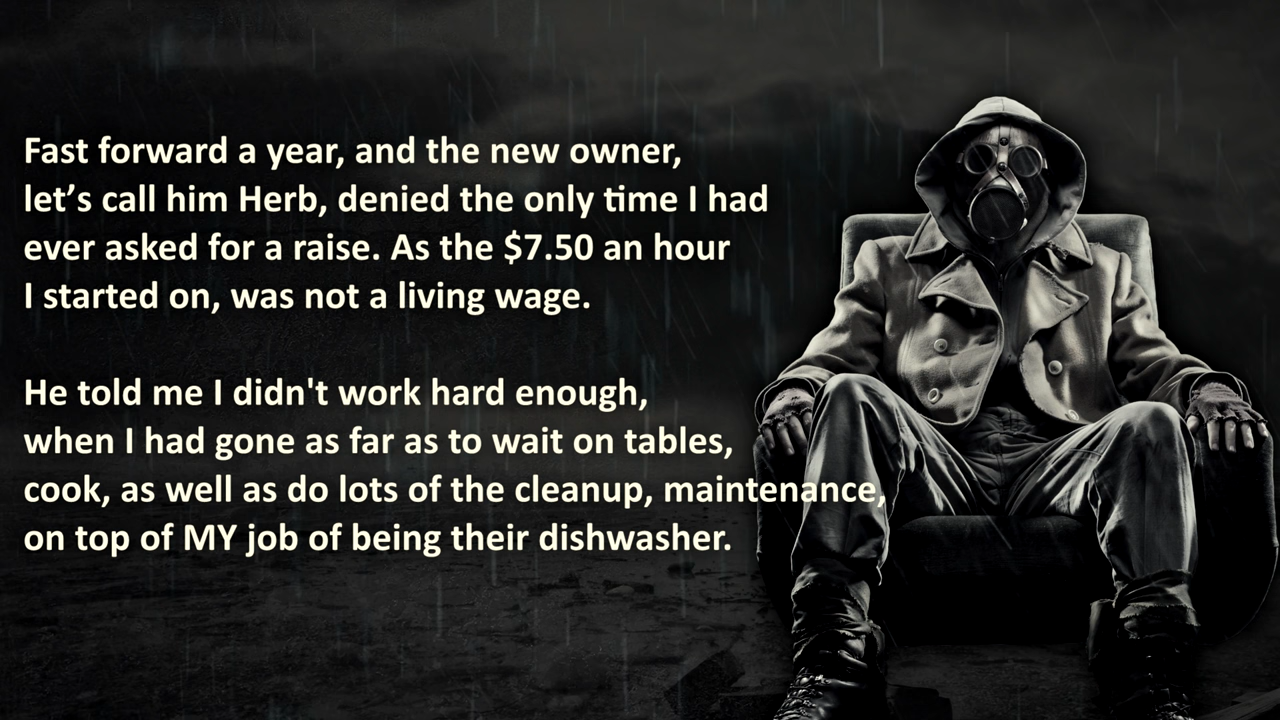 Fast forward a year, and the new owner,
let’s call him Herb, denied the only time I had
ever asked for a raise. As the $7.50 an hour
I started on, was not a living wage.
He told me I didn't work hard enough,
when I had gone as far as to wait on tables,
cook, as well as do lots of the cleanup, maintenance,
on top of MY job of being their dishwasher.